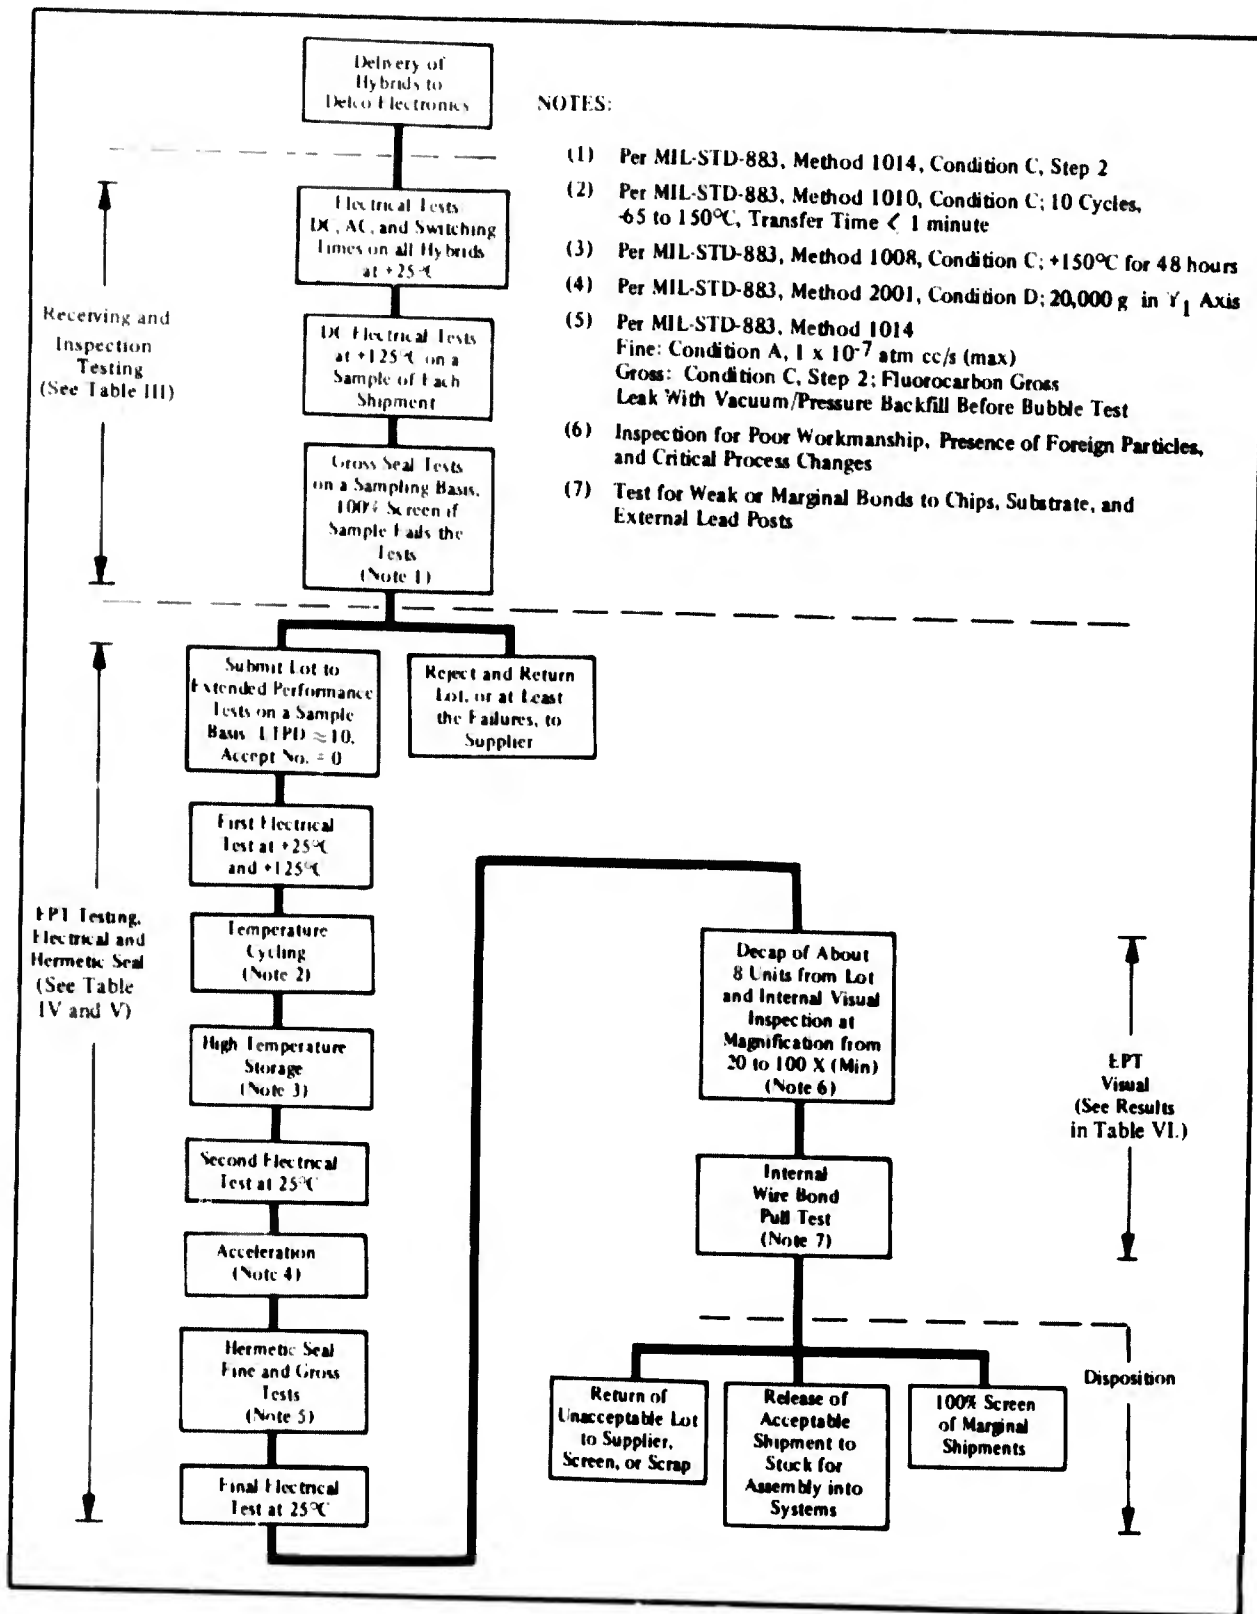 Delivery of
Hybrids to
Delco Electronics
NOTES:
(1) Per MIL-STD-883, Method 1014, Condition C, Step 2
(2) Per MIL-STD-883, Method 1010, Condition C; 10 Cycles,
-65 to 150°C, Transfer Time < 1 minute
(3) Per MIL-STD-883, Method 1008, Condition C; +150°C for 48 hours
(4) Per MIL-STD-883, Method 2001, Condition D; 20,000 g in Y1 Axis
(5) Per MIL-STD-883, Method 1014
Fine: Condition A, 1 x 10-7 atm cc/s (max)
Gross: Condition C, Step 2; Fluorocarbon Gross
Leak With Vacuum/Pressure Backfill Before Bubble Test
(6) Inspection for Poor Workmanship, Presence of Foreign Particles,
and Critical Process Changes
(7) Test for Weak or Marginal Bonds to Chips, Substrate, and
External Lead Posts
Receiving and
Inspection
Testing
(See Table III)
Electrical Tests
DC, AC, and Switching
Times on all Hybrids
at +25°C
DC Electrical Tests
at +125°C on a
Sample of Each
Shipment
Gross Seal Tests
on a Sampling Basis,
100% Screen if
Sample Fails the
Tests
(Note 1)
EPT Testing,
Electrical and
Hermetic Seal
(See Table
IV and V)
Submit Lot to
Extended Performance
Tests on a Sample
Basis LTPD ≈ 10,
Accept No. = 0
Reject and Return
Lot, or at Least
the Failures, to
Supplier
First Electrical
Test at +25°C
and +125°C
Temperature
Cycling
(Note 2)
High Temperature
Storage
(Note 3)
Second Electrical
Test at 25°C
Acceleration
(Note 4)
Hermetic Seal
Fine and Gross
Tests
(Note 5)
Final Electrical
Test at 25°C
Decap of About
8 Units from Lot
and Internal Visual
Inspection at
Magnification from
20 to 100 X (Min)
(Note 6)
Internal
Wire Bond
Pull Test
(Note 7)
EPT
Visual
(See Results
in Table VI.)
Return of
Unacceptable Lot
to Supplier,
Screen, or Scrap
Release of
Acceptable
Shipment to
Stock for
Assembly into
Systems
100% Screen
of Marginal
Shipments
Disposition